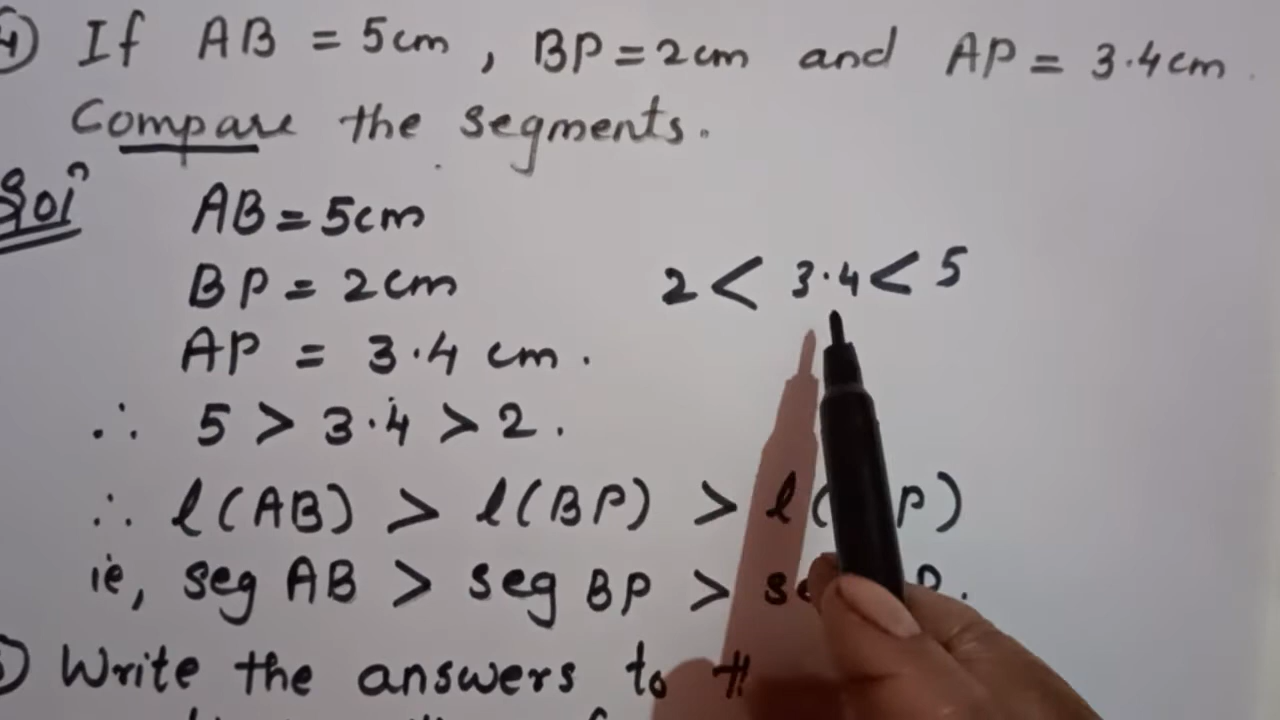 4) If AB = 5cm, BP = 2cm and AP = 3.4cm.
Compare the segments.
Solⁿ
AB = 5cm
BP = 2cm
2 < 3.4 < 5
AP = 3.4 cm.
∴ 5 > 3.4 > 2.
∴ l(AB) > l(BP) > l( P)
ie, seg AB > seg BP > se P.
) Write the answers to